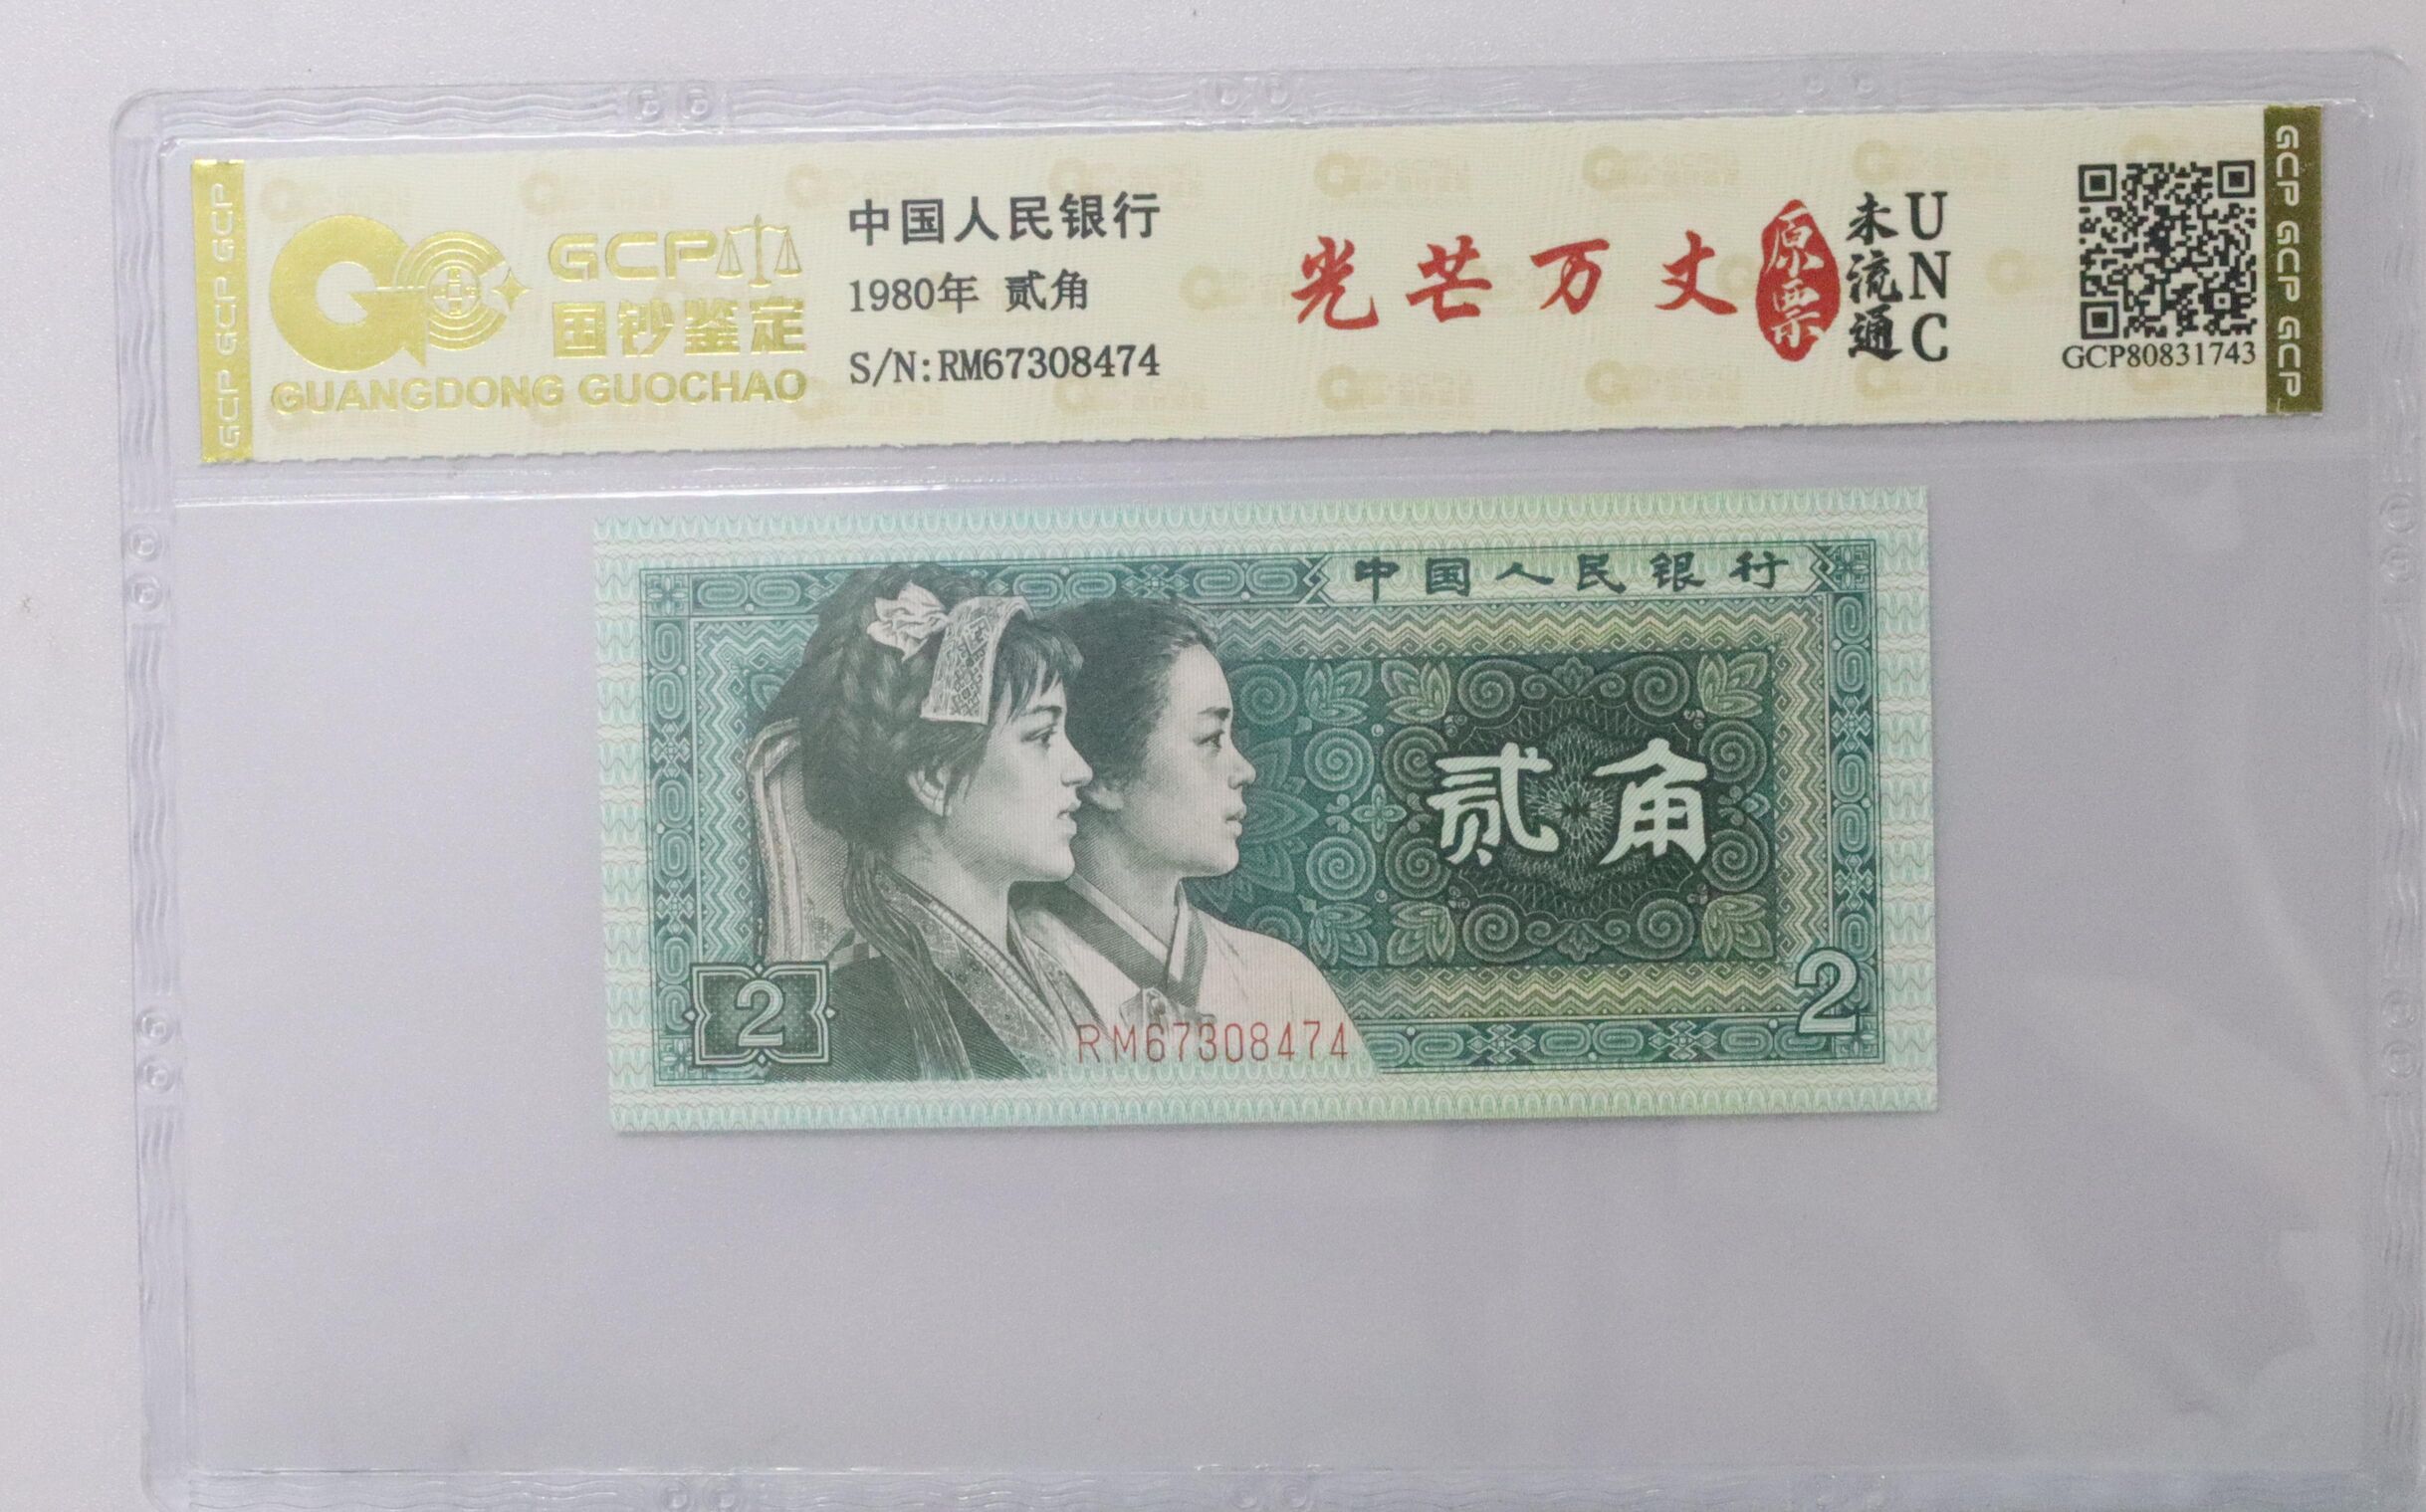 GCP GCP GCP
GCP
国钞鉴定
GUANGDONG GUOCHAO
中国人民银行
1980年 贰角
S/N:RM67308474
光芒万丈
原票
未流通
UNC
GCP80831743
GCP GCP GCP
中国人民银行
贰角
2
2
RM67308474